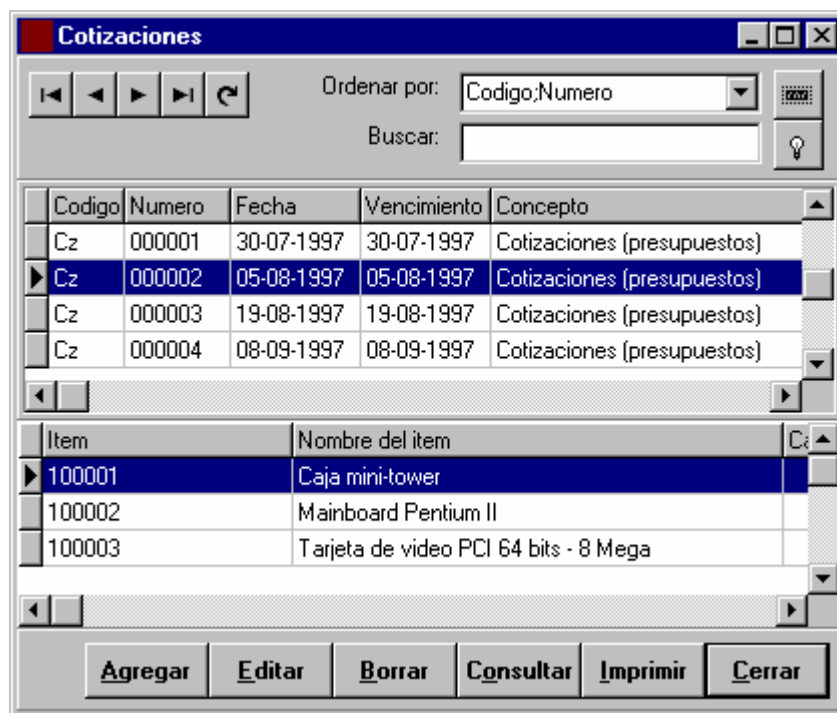 Cotizaciones
Ordenar por: Codigo;Numero
Buscar:
Codigo Numero Fecha Vencimiento Concepto
Cz 000001 30-07-1997 30-07-1997 Cotizaciones (presupuestos)
Cz 000002 05-08-1997 05-08-1997 Cotizaciones (presupuestos)
Cz 000003 19-08-1997 19-08-1997 Cotizaciones (presupuestos)
Cz 000004 08-09-1997 08-09-1997 Cotizaciones (presupuestos)
Item Nombre del item
100001 Caja mini-tower
100002 Mainboard Pentium II
100003 Tarjeta de video PCI 64 bits - 8 Mega
Agregar Editar Borrar Consultar Imprimir Cerrar